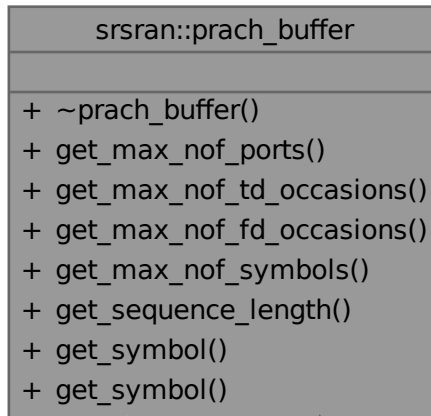 srsran::prach_buffer
+ ~prach_buffer()
+ get_max_nof_ports()
+ get_max_nof_td_occasions()
+ get_max_nof_fd_occasions()
+ get_max_nof_symbols()
+ get_sequence_length()
+ get_symbol()
+ get_symbol()